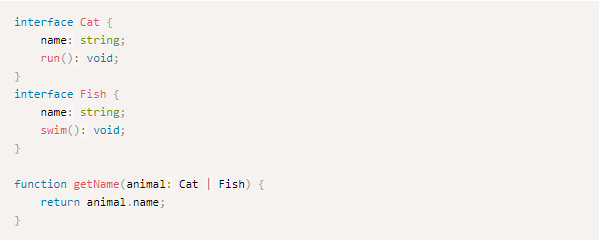 interface Cat {
    name: string;
    run(): void;
}
interface Fish {
    name: string;
    swim(): void;
}

function getName(animal: Cat | Fish) {
    return animal.name;
}